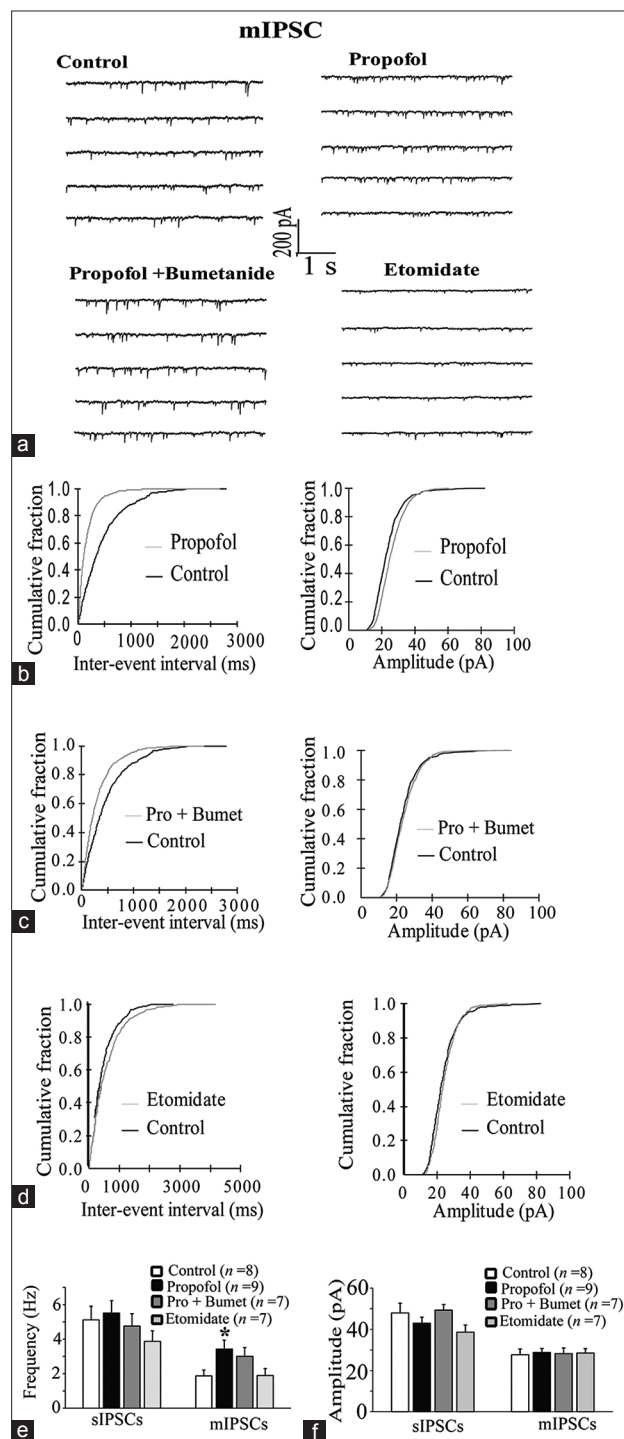 mIPSC
Control
Propofol
200 pA
1 s
Propofol +Bumetanide
Etomidate
a
Cumulative fraction
1.0
0.8
0.6
0.4
0.2
0.0
Propofol
Control
0 1000 2000 3000
Inter-event interval (ms)
Cumulative fraction
1.0
0.8
0.6
0.4
0.2
0.0
Propofol
Control
0 20 40 60 80 100
Amplitude (pA)
b
Cumulative fraction
1.0
0.8
0.6
0.4
0.2
0.0
Pro + Bumet
Control
0 1000 2000 3000
Inter-event interval (ms)
Cumulative fraction
1.0
0.8
0.6
0.4
0.2
0.0
Pro + Bumet
Control
0 20 40 60 80 100
Amplitude (pA)
c
Cumulative fraction
1.0
0.8
0.6
0.4
0.2
0.0
Etomidate
Control
0 1000 3000 5000
Inter-event interval (ms)
Cumulative fraction
1.0
0.8
0.6
0.4
0.2
0.0
Etomidate
Control
0 20 40 60 80 100
Amplitude (pA)
d
Frequency (Hz)
6
4
2
0
Control (n =8)
Propofol (n =9)
Pro + Bumet (n =7)
Etomidate (n =7)
*
sIPSCs mIPSCs
e
Amplitude (pA)
60
40
20
0
Control (n =8)
Propofol (n =9)
Pro + Bumet (n =7)
Etomidate (n =7)
sIPSCs mIPSCs
f